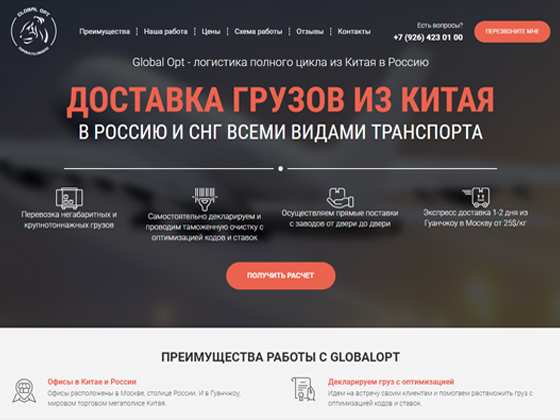 GLOBAL OPT
Преимущества
Наша работа
Цены
Схема работы
Отзывы
Контакты
Есть вопросы?
+7 (926) 423 01 00
ПЕРЕЗВОНИТЕ МНЕ
Global Opt - логистика полного цикла из Китая в Россию
ДОСТАВКА ГРУЗОВ ИЗ КИТАЯ
В РОССИЮ И СНГ ВСЕМИ ВИДАМИ ТРАНСПОРТА
Перевозка негабаритных и
крупнотоннажных грузов
Самостоятельно декларируем и
проводим таможенную очистку с
оптимизацией кодов и ставок
Осуществляем прямые поставки
с заводов от двери до двери
Экспресс доставка 1-2 дня из
Гуанчжоу в Москву от 25$/кг
ПОЛУЧИТЬ РАСЧЕТ
ПРЕИМУЩЕСТВА РАБОТЫ С GLOBALOPT
Офисы в Китае и России
Офисы расположены в Москве, столице России. И в Гуанчжоу,
мировом торговом мегаполисе Китая.
Декларируем груз с оптимизацией
Идем на встречу своим клиентам и помогаем растаможить груз с
оптимизацией кодов и ставок.